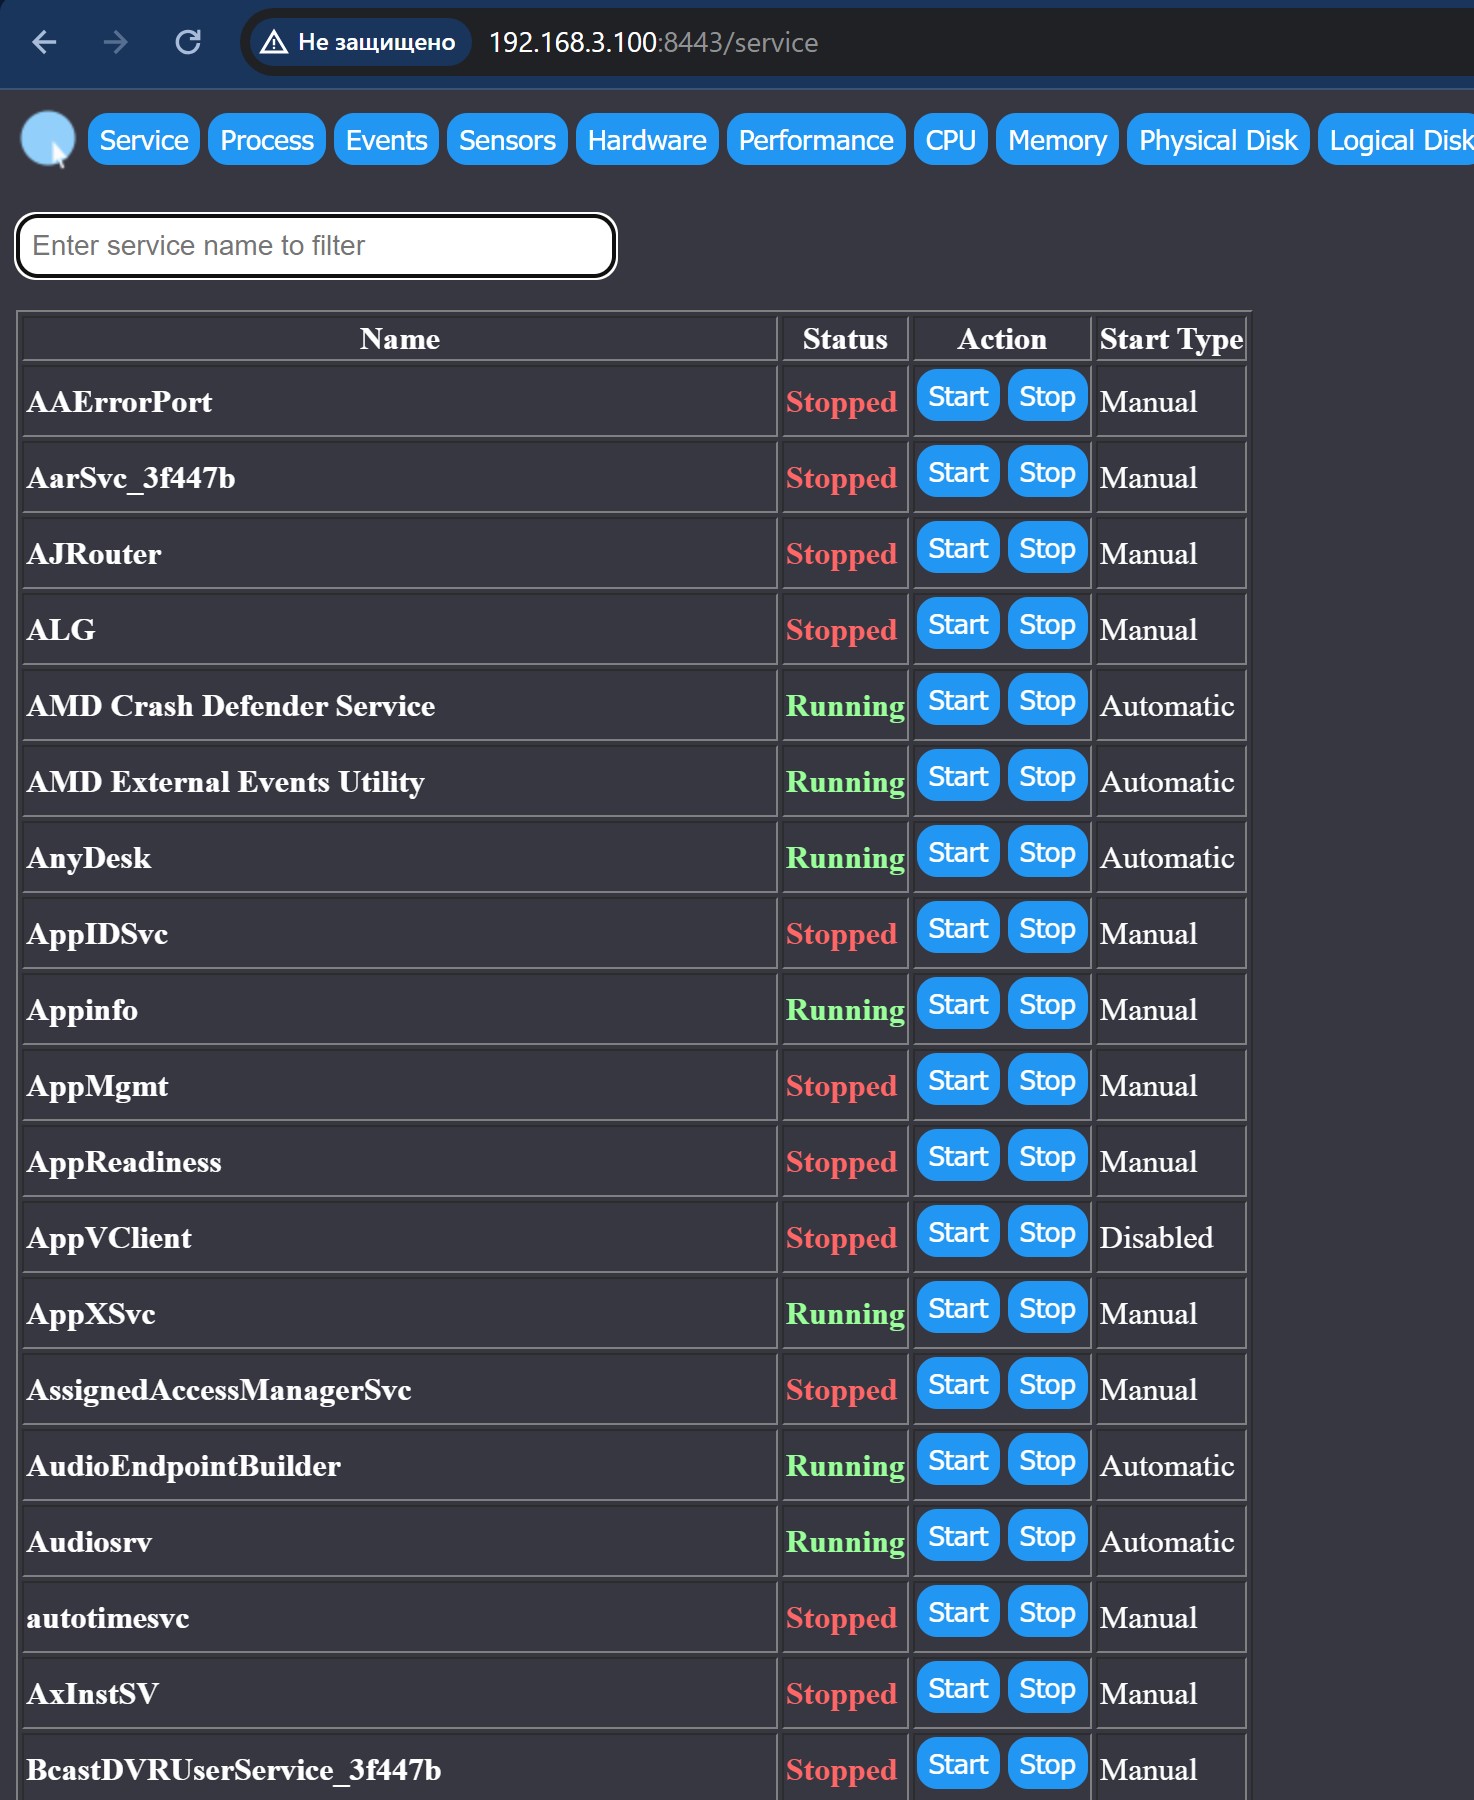 Не защищено 192.168.3.100:8443/service
Service Process Events Sensors Hardware Performance CPU Memory Physical Disk Logical Disk
Enter service name to filter
Name Status Action Start Type
AAErrorPort Stopped Start Stop Manual
AarSvc_3f447b Stopped Start Stop Manual
AJRouter Stopped Start Stop Manual
ALG Stopped Start Stop Manual
AMD Crash Defender Service Running Start Stop Automatic
AMD External Events Utility Running Start Stop Automatic
AnyDesk Running Start Stop Automatic
AppIDSvc Stopped Start Stop Manual
Appinfo Running Start Stop Manual
AppMgmt Stopped Start Stop Manual
AppReadiness Stopped Start Stop Manual
AppVClient Stopped Start Stop Disabled
AppXSvc Running Start Stop Manual
AssignedAccessManagerSvc Stopped Start Stop Manual
AudioEndpointBuilder Running Start Stop Automatic
Audiosrv Running Start Stop Automatic
autotimesvc Stopped Start Stop Manual
AxInstSV Stopped Start Stop Manual
BcastDVRUserService_3f447b Stopped Start Stop Manual